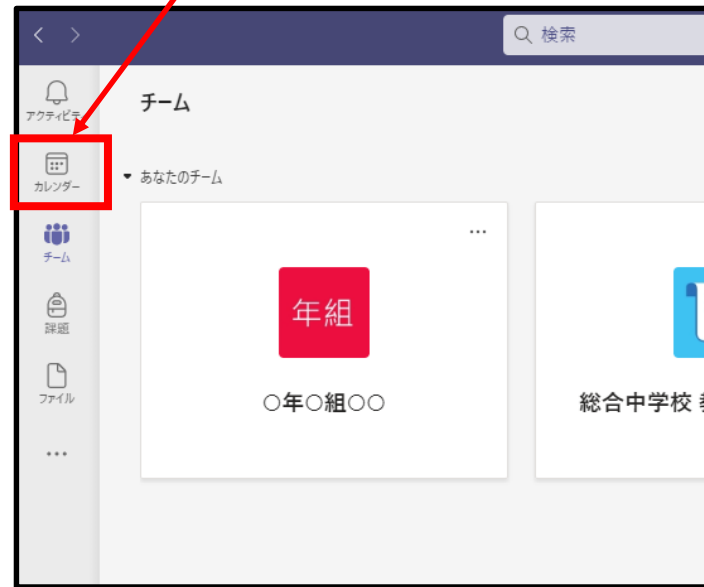 検索
アクティビティ
チーム
カレンダー
あなたのチーム
チーム
課題
ファイル
年組
○年○組○○
総合中学校